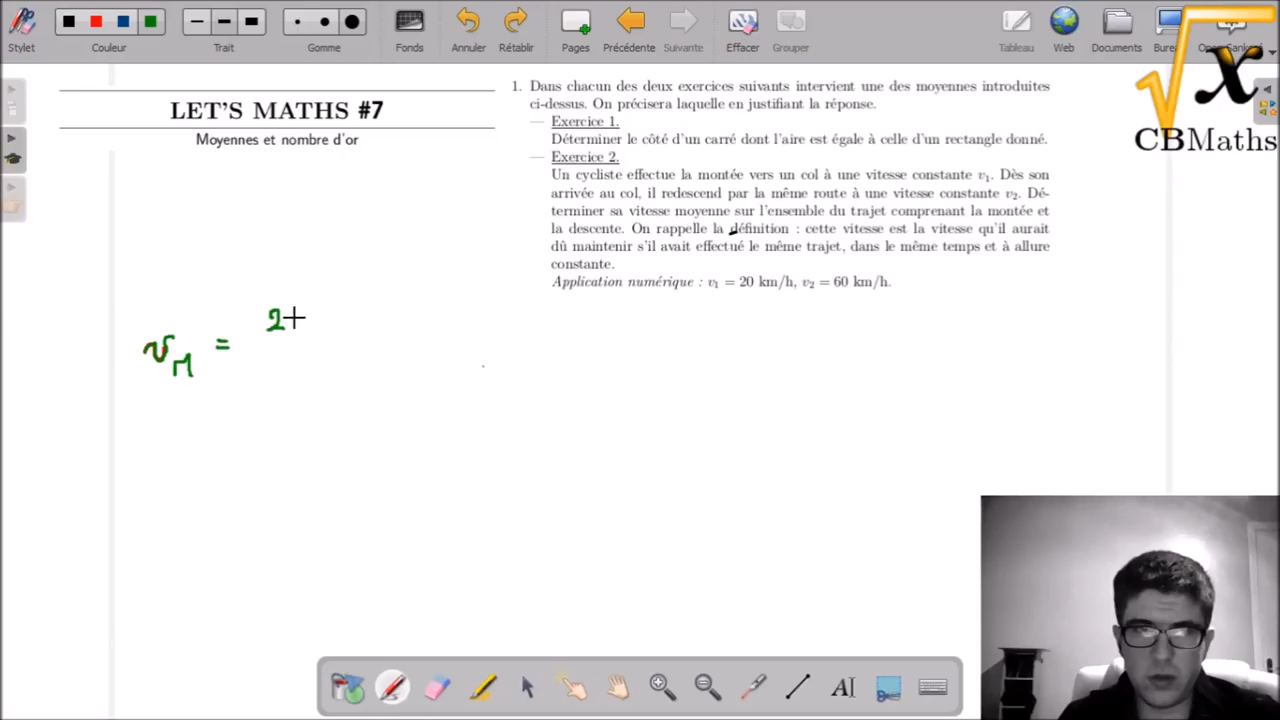 Stylet
Couleur
Trait
Gomme
Fonds
Annuler
Rétablir
Pages
Précédente
Suivante
Effacer
Grouper
Tableau
Web
Documents
LET'S MATHS #7
Moyennes et nombre d'or
1. Dans chacun des deux exercices suivants intervient une des moyennes introduites
ci-dessus. On précisera laquelle en justifiant la réponse.
— Exercice 1.
Déterminer le côté d'un carré dont l'aire est égale à celle d'un rectangle donné.
— Exercice 2.
Un cycliste effectue la montée vers un col à une vitesse constante v₁. Dès son
arrivée au col, il redescend par la même route à une vitesse constante v₂. Dé-
terminer sa vitesse moyenne sur l'ensemble du trajet comprenant la montée et
la descente. On rappelle la définition : cette vitesse est la vitesse qu'il aurait
dû maintenir s'il avait effectué le même trajet, dans le même temps et à allure
constante.
Application numérique : v₁ = 20 km/h, v₂ = 60 km/h.
√x
CBMaths
2
v_M =
AI